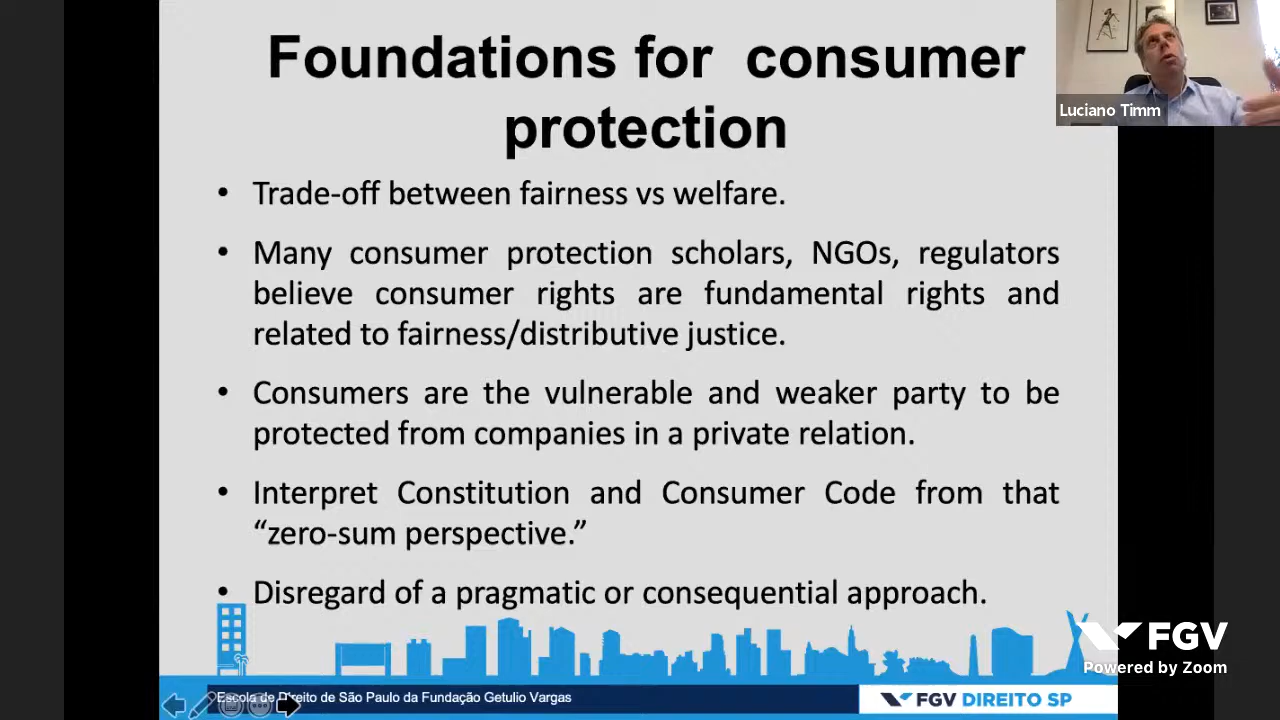 Foundations for consumer
protection
Luciano Timm
• Trade-off between fairness vs welfare.
• Many consumer protection scholars, NGOs, regulators
believe consumer rights are fundamental rights and
related to fairness/distributive justice.
• Consumers are the vulnerable and weaker party to be
protected from companies in a private relation.
• Interpret Constitution and Consumer Code from that
“zero-sum perspective.”
• Disregard of a pragmatic or consequential approach.
FGV
Powered by Zoom
Escola de Direito de São Paulo da Fundação Getulio Vargas
FGV DIREITO SP